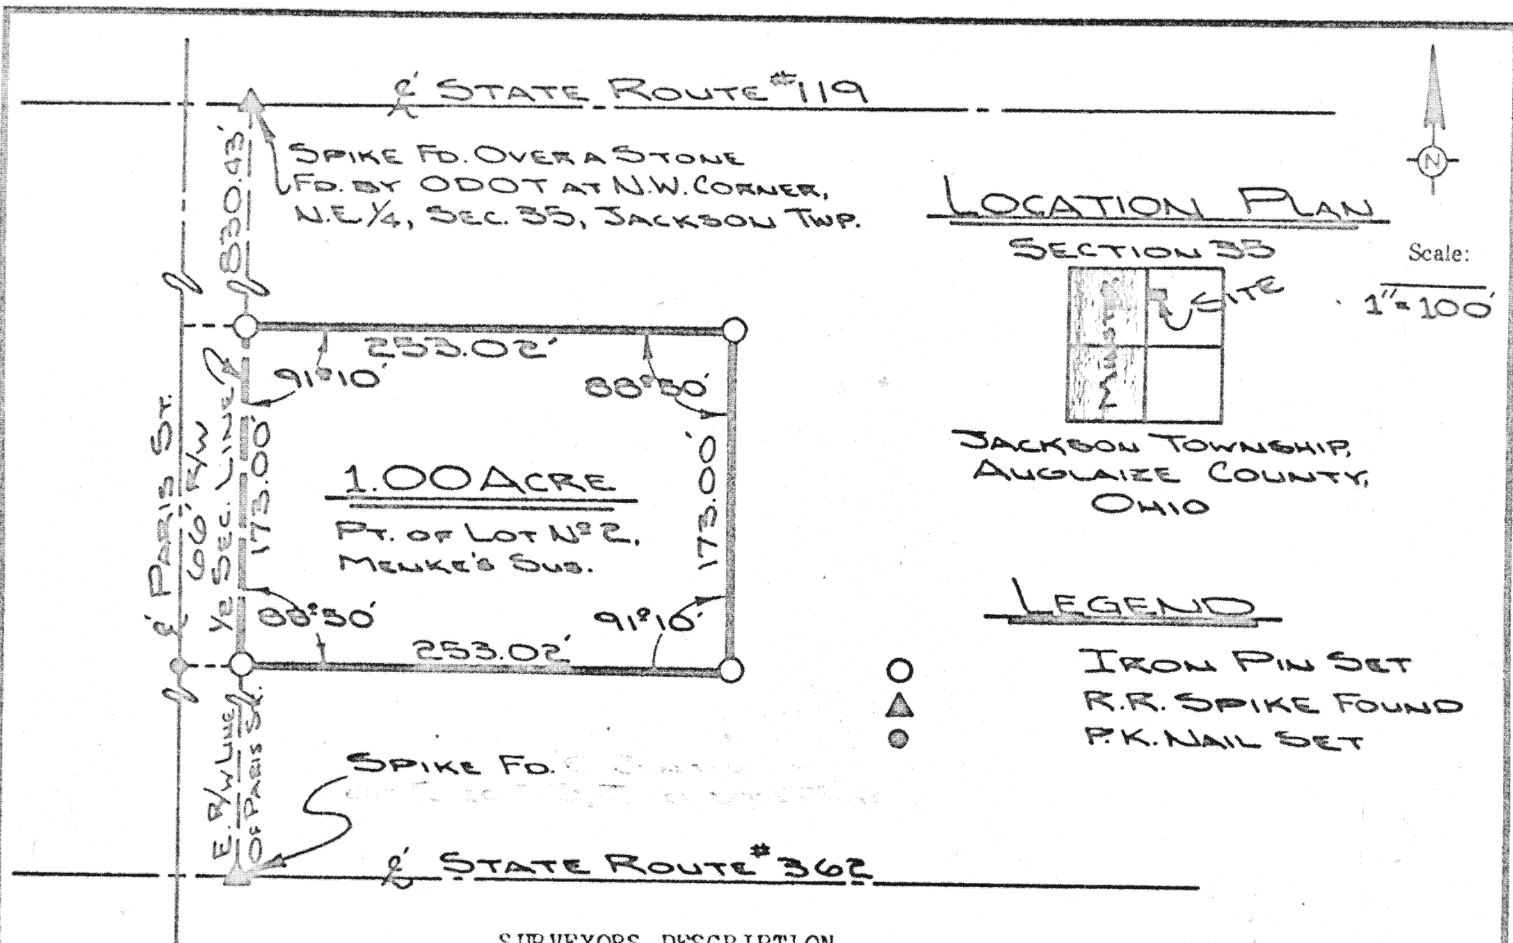 ℄ STATE ROUTE #119
830.43'
SPIKE FD. OVER A STONE
FD. BY ODOT AT N.W. CORNER,
N.E. 1/4, SEC. 35, JACKSON TWP.
N
LOCATION PLAN
SECTION 35
SITE
Munster
JACKSON TOWNSHIP,
AUGLAIZE COUNTY,
OHIO
Scale:
1"=100'
253.02'
91°10'
88°50'
℄ PARIS ST.
66' R/W
1/2 SEC. LINE
173.00'
1.00 ACRE
PT. OF LOT Nº 2,
MENKE'S SUB.
173.00'
88°50'
91°10'
253.02'
LEGEND
IRON PIN SET
R.R. SPIKE FOUND
P.K. NAIL SET
E. R/W LINE
OF PARIS ST.
SPIKE FD.
℄ STATE ROUTE #362
SURVEYORS DESCRIPTION